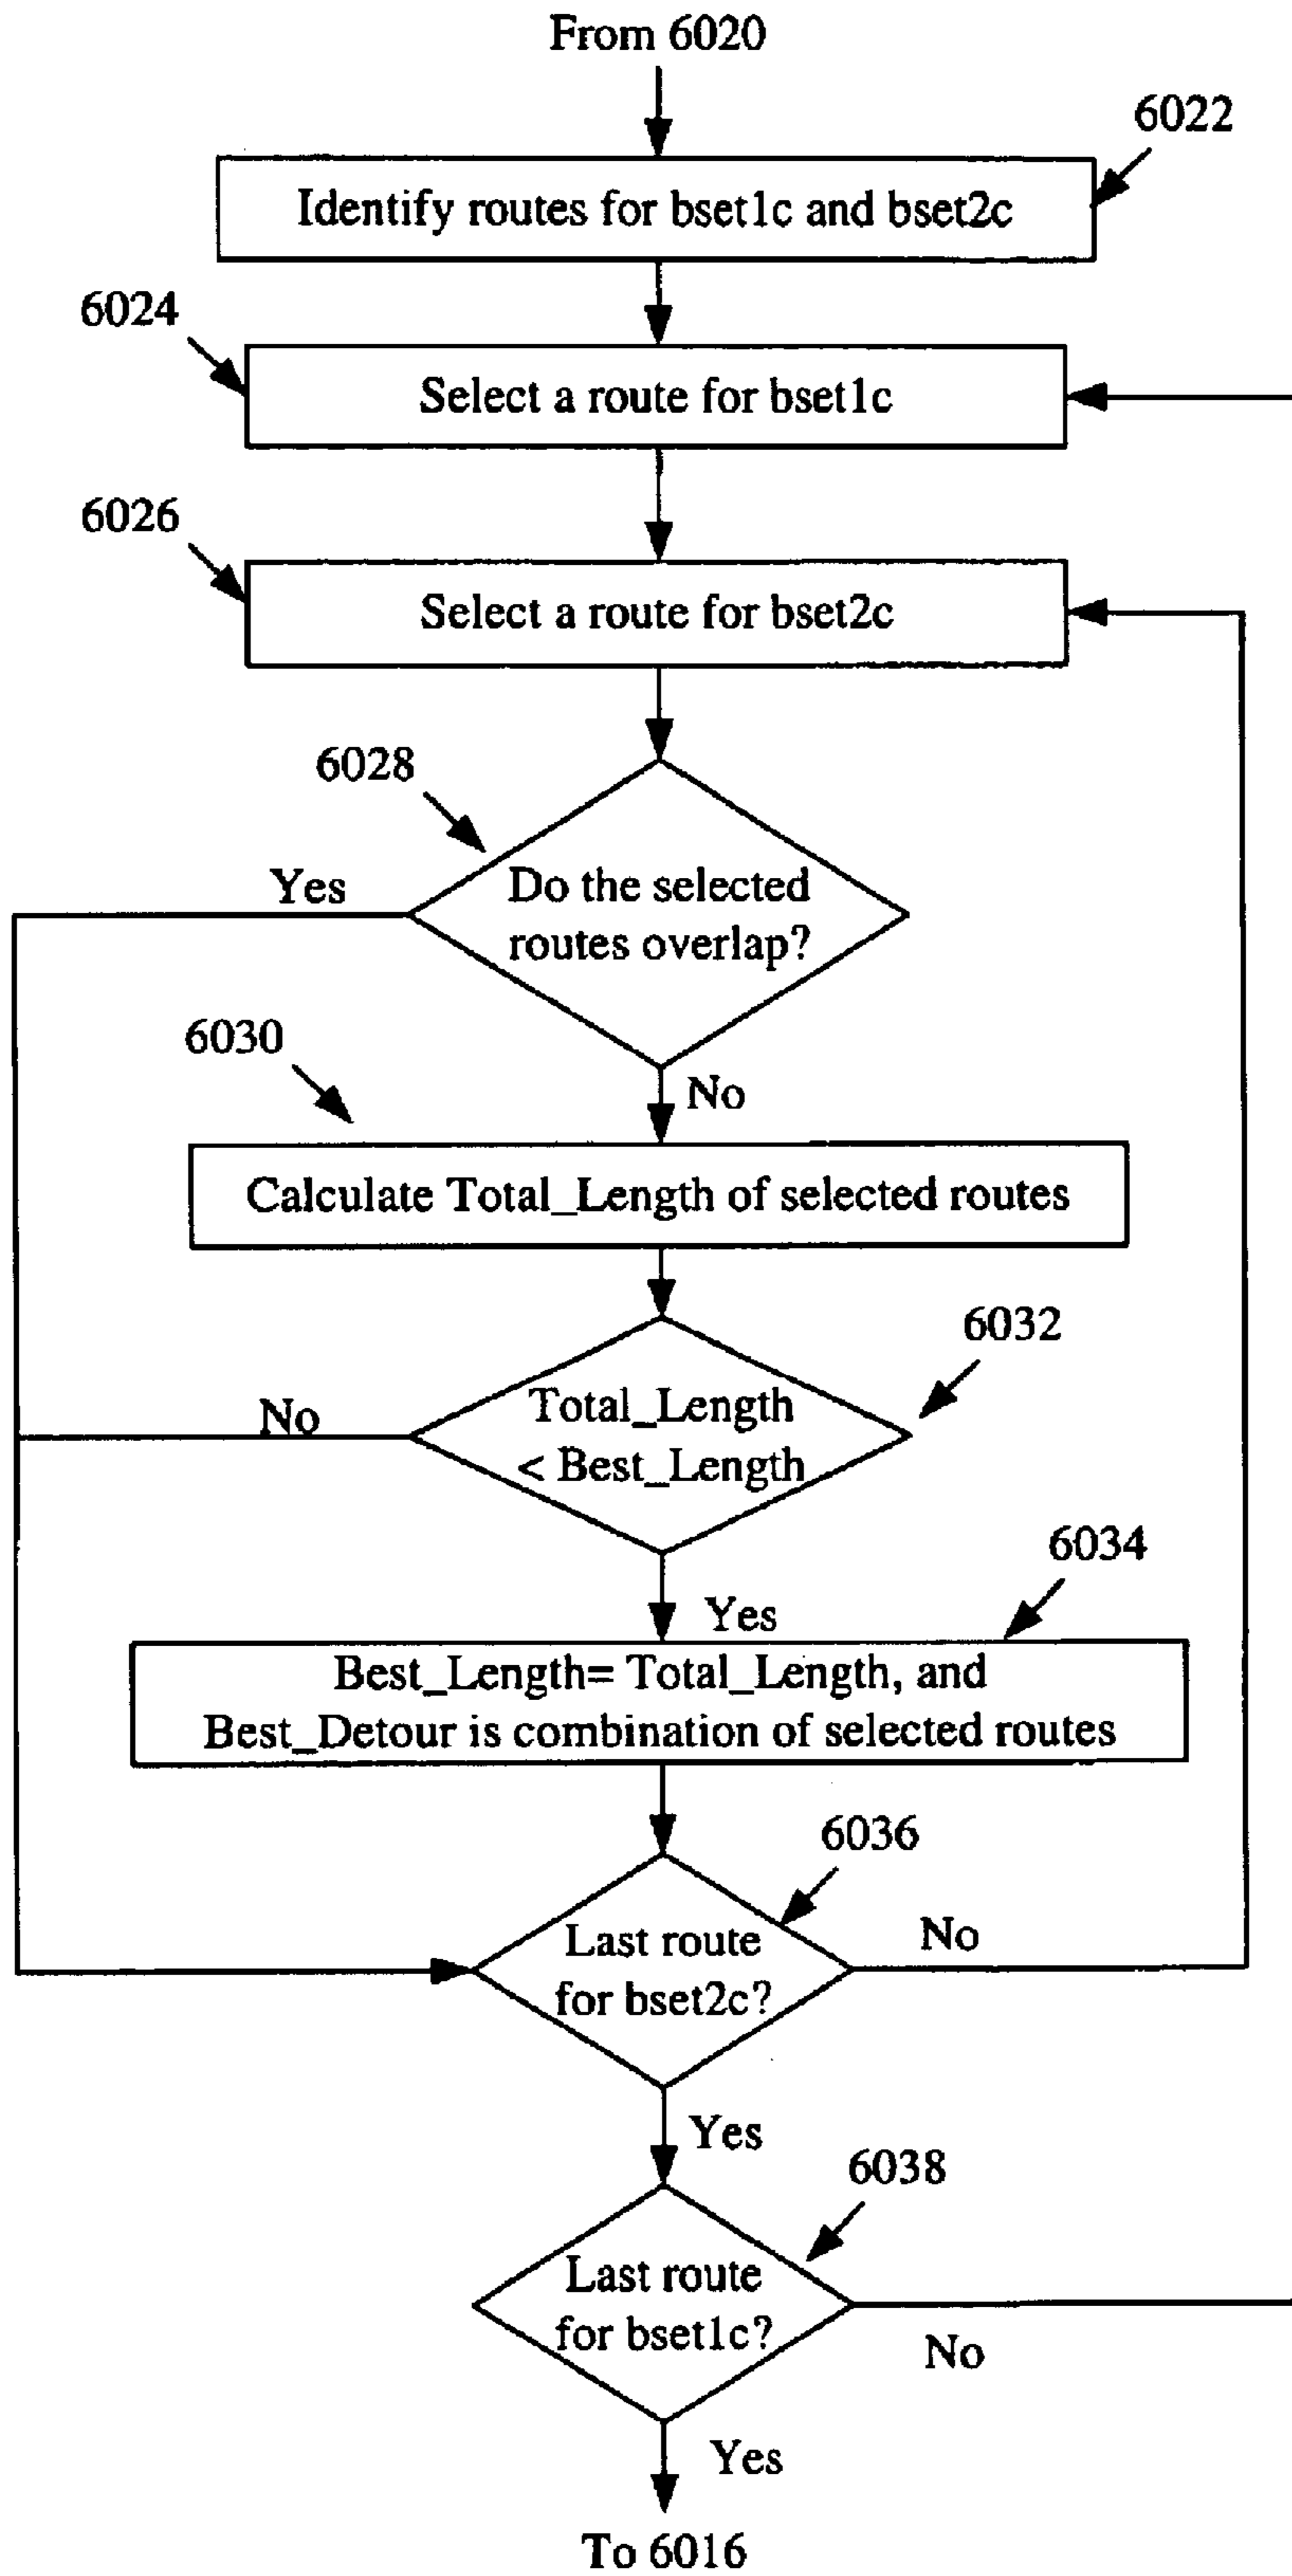 From 6020
6022
Identify routes for bset1c and bset2c
6024
Select a route for bset1c
6026
Select a route for bset2c
6028
Yes
Do the selected
routes overlap?
6030
No
Calculate Total_Length of selected routes
6032
No
Total_Length
< Best_Length
6034
Yes
Best_Length= Total_Length, and
Best_Detour is combination of selected routes
6036
Last route
for bset2c?
No
Yes
6038
Last route
for bset1c?
No
Yes
To 6016